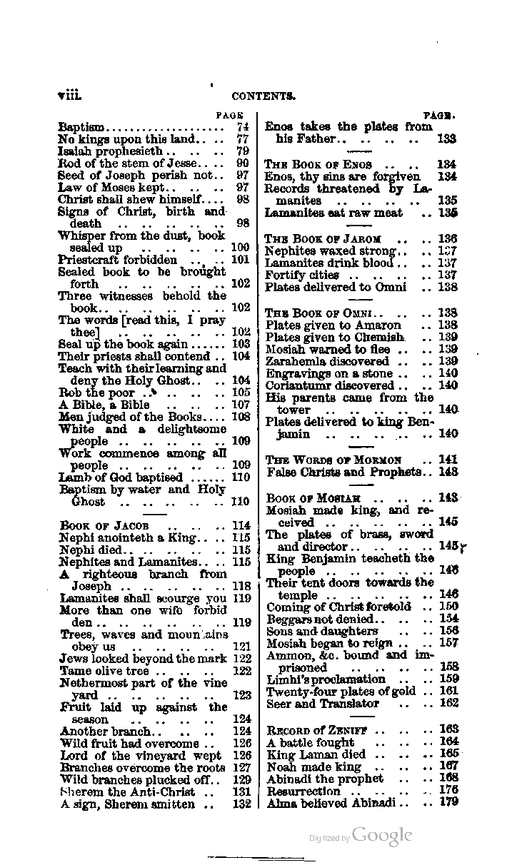 viii.
CONTENTS.
PAGE
Baptism................... 74
No kings upon this land.. .. 77
Isaiah prophesieth.. .. .. 79
Rod of the stem of Jesse.. .. 90
Seed of Joseph perish not.. 97
Law of Moses kept.. .. .. 97
Christ shall shew himself.... 98
Signs of Christ, birth and
death .. .. .. .. .. 98
Whisper from the dust, book
sealed up .. .. .. .. 100
Priestcraft forbidden .. .. 101
Sealed book to be brought
forth .. .. .. .. .. 102
Three witnesses behold the
book.. .. .. .. .. .. 102
The words [read this, I pray
thee] .. .. .. .. .. 102
Seal up the book again ...... 103
Their priests shall contend .. 104
Teach with their learning and
deny the Holy Ghost.. .. 104
Rob the poor .. .. .. .. 105
A Bible, a Bible .. .. .. 107
Men judged of the Books.... 108
White and a delightsome
people .. .. .. .. .. 109
Work commence among all
people .. .. .. .. .. 109
Lamb of God baptised ...... 110
Baptism by water and Holy
Ghost .. .. .. .. .. 110
BOOK OF JACOB .. .. .. 114
Nephi anointeth a King.. .. 115
Nephi died.. .. .. .. .. 115
Nephites and Lamanites.. .. 115
A righteous branch from
Joseph .. .. .. .. .. 118
Lamanites shall scourge you 119
More than one wife forbid
den .. .. .. .. .. .. 119
Trees, waves and mountains
obey us .. .. .. .. 121
Jews looked beyond the mark 122
Tame olive tree .. .. .. 122
Nethermost part of the vine
yard .. .. .. .. .. 123
Fruit laid up against the
season .. .. .. .. 124
Another branch.. .. .. .. 124
Wild fruit had overcome .. 126
Lord of the vineyard wept 126
Branches overcome the roots 127
Wild branches plucked off.. 129
Sherem the Anti-Christ .. 131
A sign, Sherem smitten .. 132
PAGE.
Enos takes the plates from
his Father.. .. .. .. 133
THE BOOK OF ENOS .. .. 134
Enos, thy sins are forgiven 134
Records threatened by La-
manites .. .. .. .. .. 135
Lamanites eat raw meat .. 135
THE BOOK OF JAROM .. .. 136
Nephites waxed strong.. .. 137
Lamanites drink blood.. .. 137
Fortify cities .. .. .. .. 137
Plates delivered to Omni .. 138
THE BOOK OF OMNI.. .. .. 138
Plates given to Amaron .. 138
Plates given to Chemish .. 139
Mosiah warned to flee .. .. 139
Zarahemla discovered .. .. 139
Engravings on a stone .. .. 140
Coriantumr discovered .. .. 140
His parents came from the
tower .. .. .. .. .. 140
Plates delivered to king Ben-
jamin .. .. .. .. .. 140
THE WORDS OF MORMON .. 141
False Christs and Prophets.. 143
BOOK OF MOSIAH .. .. .. 143
Mosiah made king, and re-
ceived .. .. .. .. .. 145
The plates of brass, sword
and director.. .. .. .. 145
King Benjamin teacheth the
people .. .. .. .. .. 146
Their tent doors towards the
temple .. .. .. .. .. 146
Coming of Christ foretold .. 150
Beggars not denied.. .. .. 154
Sons and daughters .. .. 156
Mosiah began to reign .. .. 157
Ammon, &c. bound and im-
prisoned .. .. .. .. 158
Limhi's proclamation .. .. 159
Twenty-four plates of gold .. 161
Seer and Translator .. .. 162
RECORD OF ZENIFF .. .. .. 163
A battle fought .. .. .. 164
King Laman died .. .. .. 165
Noah made king .. .. .. 167
Abinadi the prophet .. .. 168
Resurrection .. .. .. .. 176
Alma believed Abinadi .. .. 179
Digitized by Google